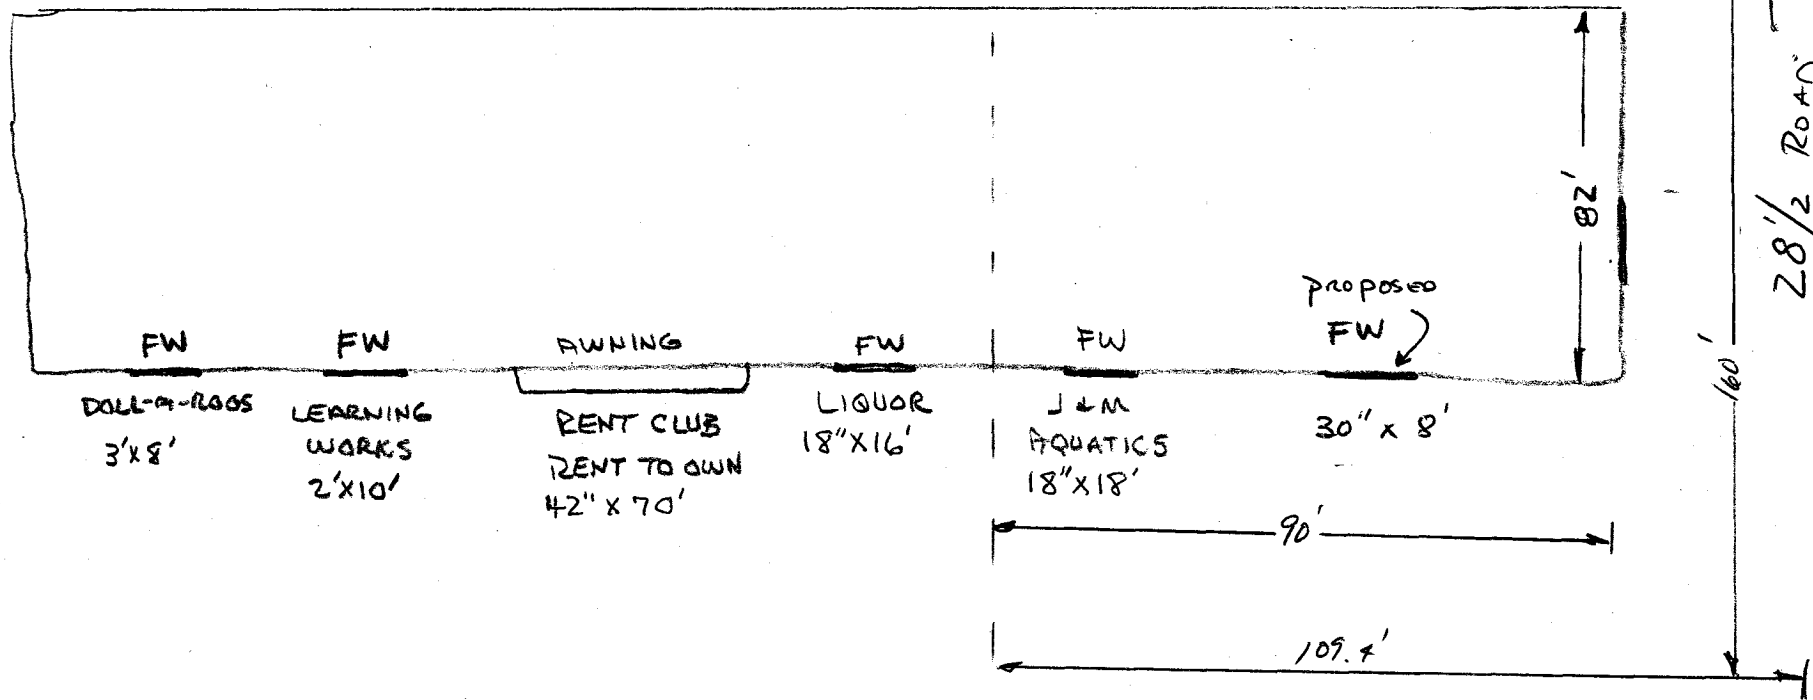 82'
28 1/2 ROAD
160'
PROPOSED
FW
FW
FW
AWNING
FW
FW
DOLL-A-ROOS
3'X8'
LEARNING
WORKS
2'X10'
RENT CLUB
RENT TO OWN
42" X 70'
LIQUOR
18"X16'
J & M
AQUATICS
18"X18'
30" x 8'
90'
109.4'